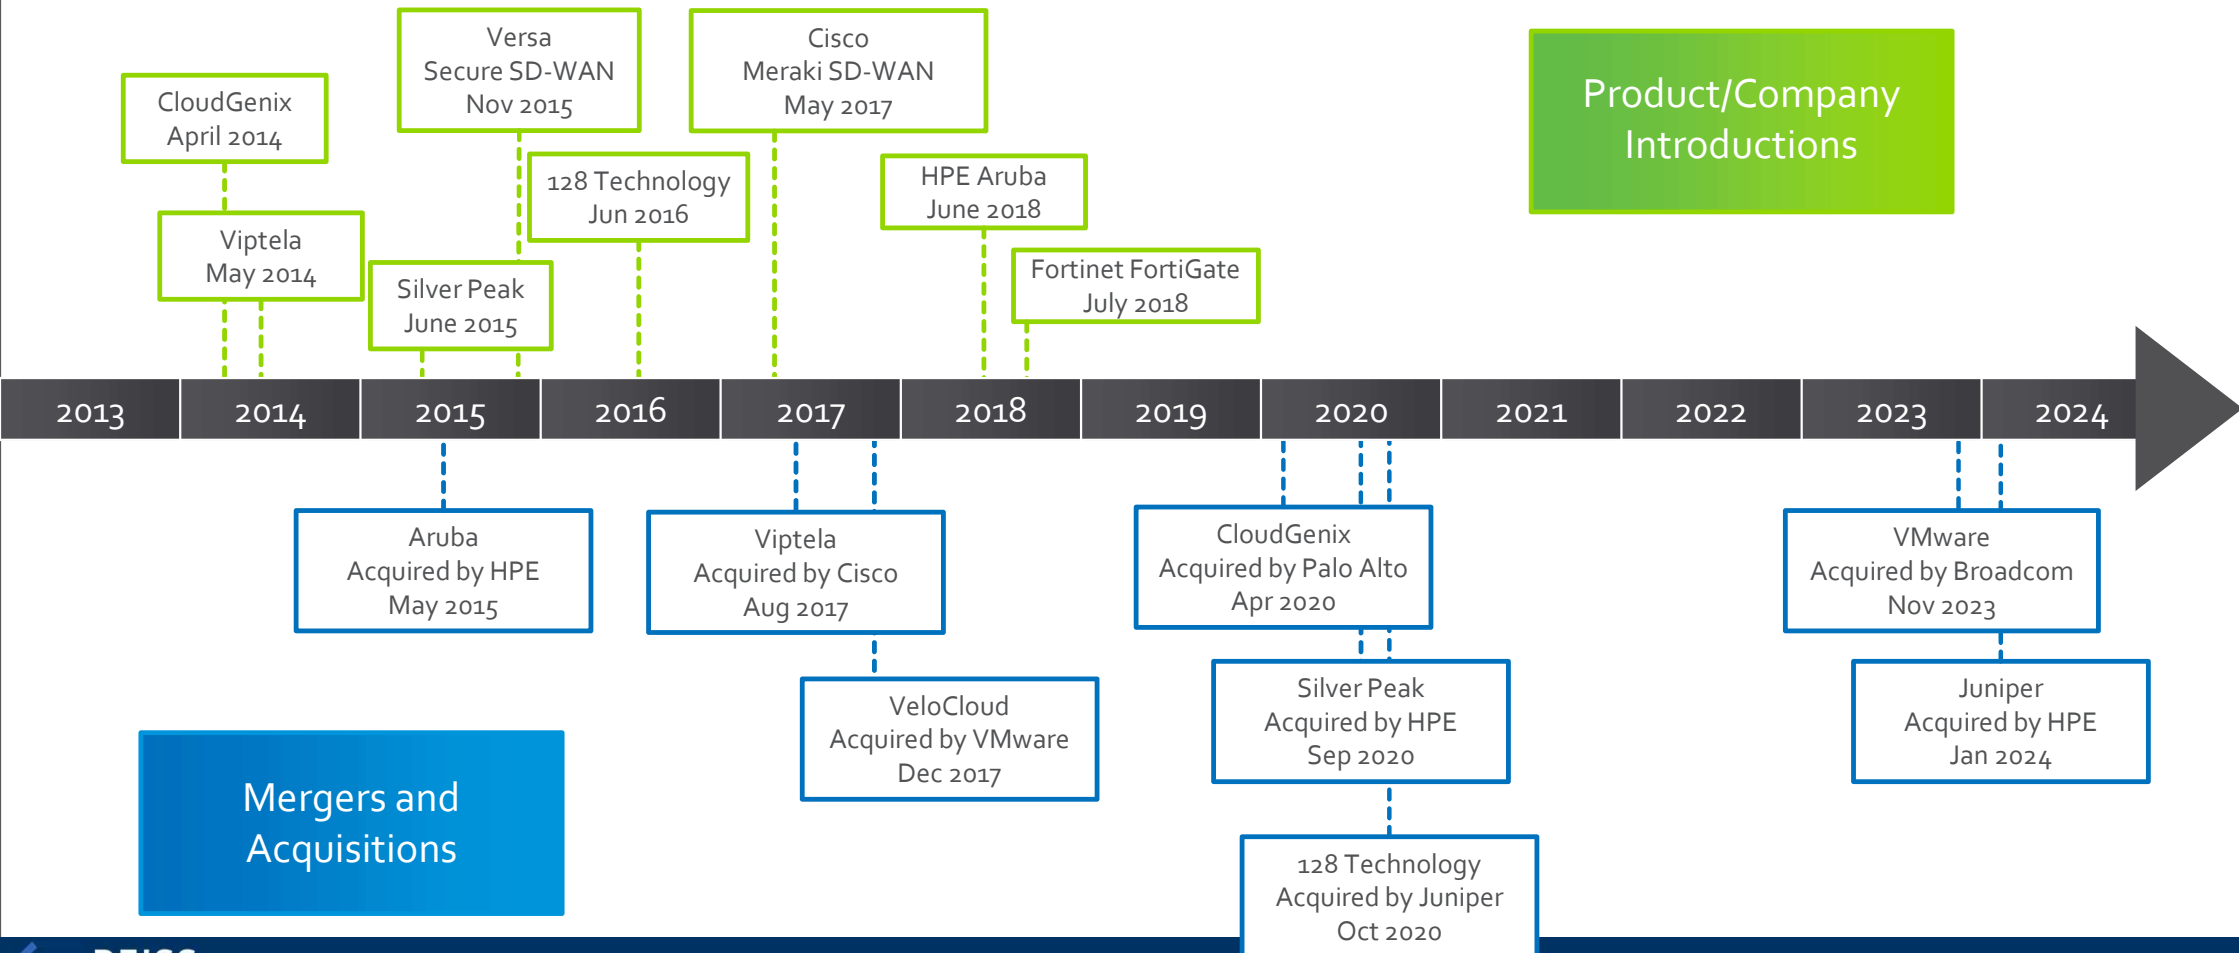 Versa
Secure SD-WAN
Nov 2015
Cisco
Meraki SD-WAN
May 2017
Product/Company
Introductions
CloudGenix
April 2014
128 Technology
Jun 2016
HPE Aruba
June 2018
Viptela
May 2014
Silver Peak
June 2015
Fortinet FortiGate
July 2018
2013
2014
2015
2016
2017
2018
2019
2020
2021
2022
2023
2024
Aruba
Acquired by HPE
May 2015
Viptela
Acquired by Cisco
Aug 2017
CloudGenix
Acquired by Palo Alto
Apr 2020
VMware
Acquired by Broadcom
Nov 2023
VeloCloud
Acquired by VMware
Dec 2017
Silver Peak
Acquired by HPE
Sep 2020
Juniper
Acquired by HPE
Jan 2024
Mergers and
Acquisitions
128 Technology
Acquired by Juniper
Oct 2020